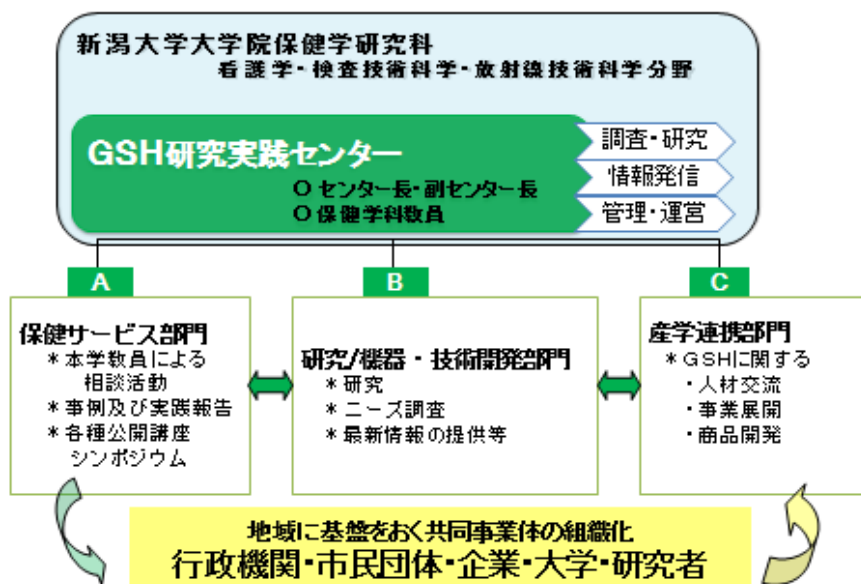 新潟大学大学院保健学研究科
看護学・検査技術科学・放射線技術科学分野
GSH研究実践センター
○センター長・副センター長
○保健学科教員
調査・研究
情報発信
管理・運営
A
保健サービス部門
＊本学教員による
相談活動
＊事例及び実践報告
＊各種公開講座
シンポジウム
B
研究/機器・技術開発部門
＊研究
＊ニーズ調査
＊最新情報の提供等
C
産学連携部門
＊GSHに関する
・人材交流
・事業展開
・商品開発
地域に基盤をおく共同事業体の組織化
行政機関・市民団体・企業・大学・研究者